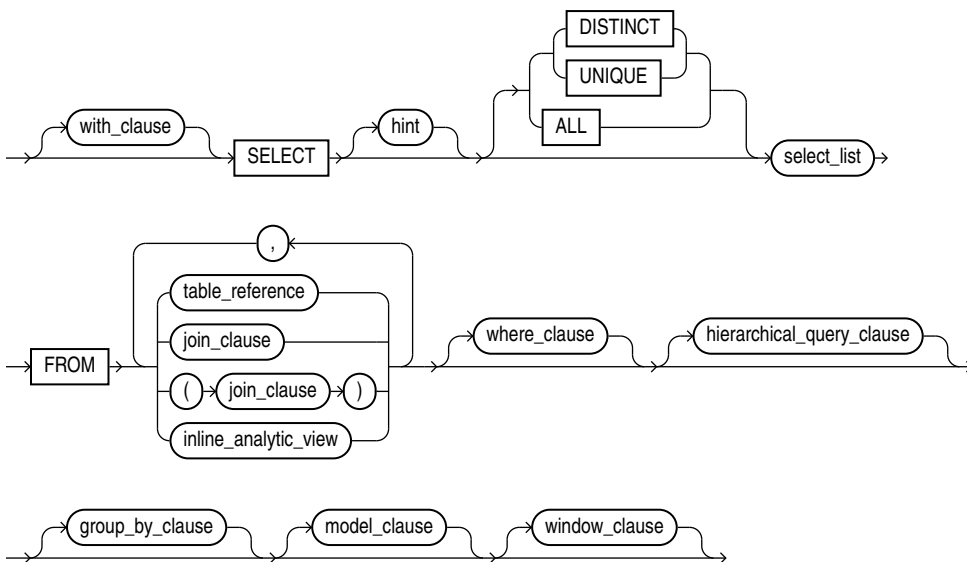 DISTINCT
UNIQUE
ALL
with_clause SELECT hint select_list
,
table_reference
join_clause
FROM ( join_clause )
inline_analytic_view
where_clause hierarchical_query_clause
group_by_clause model_clause window_clause